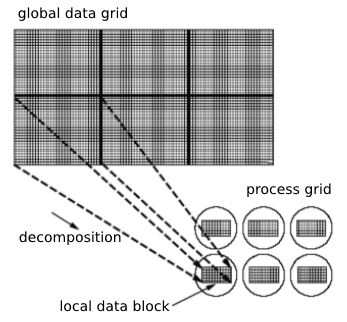 global data grid
process grid
decomposition
local data block